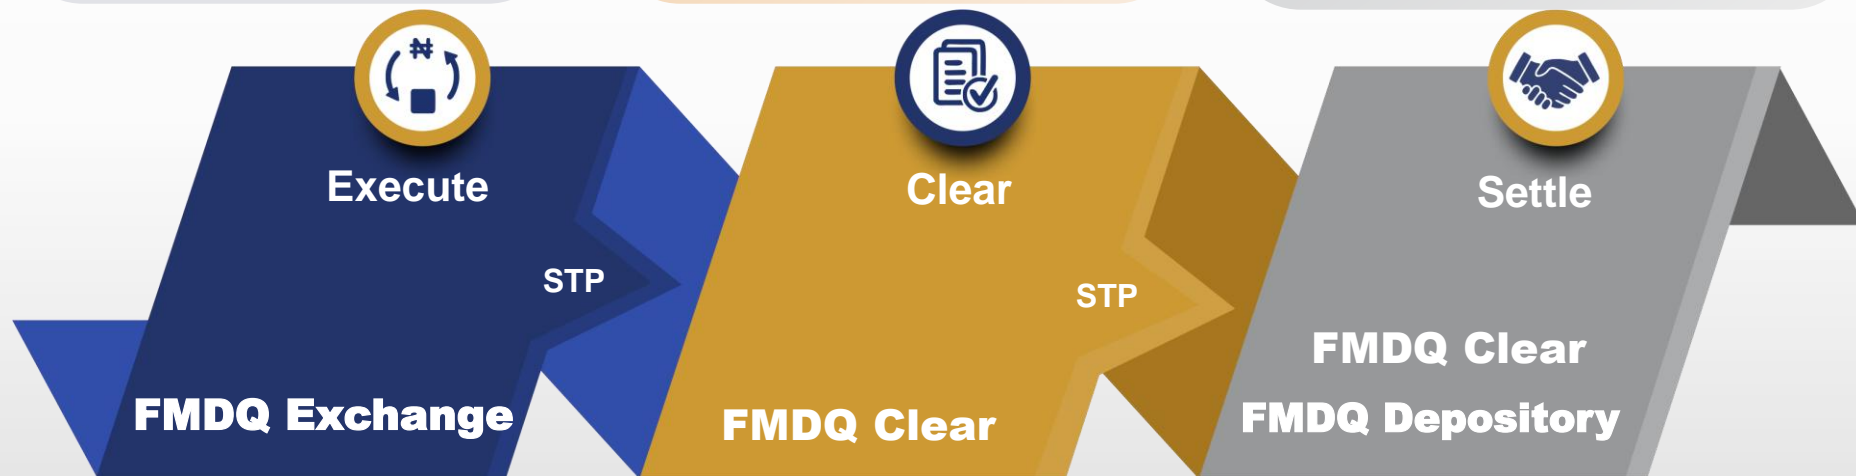 Execute
STP
FMDQ Exchange
Clear
STP
FMDQ Clear
Settle
FMDQ Clear
FMDQ Depository